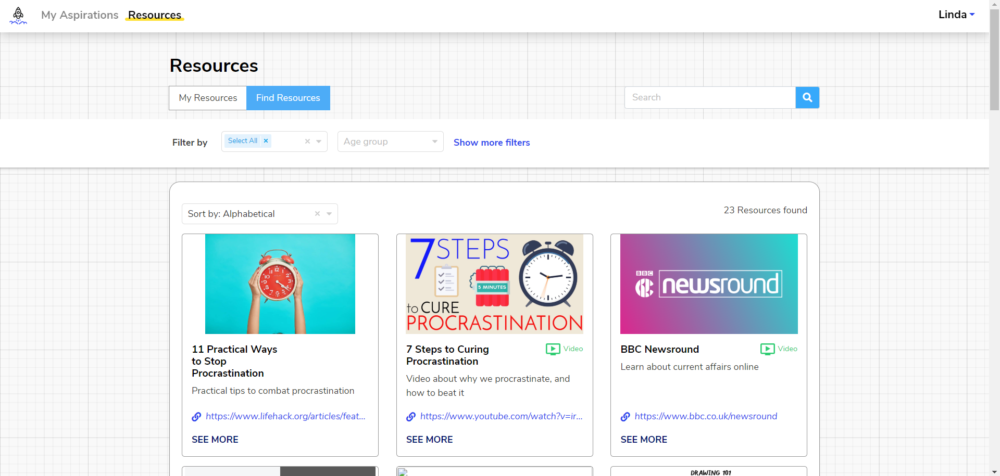 My Aspirations
Resources
Linda
Resources
My Resources
Find Resources
Search
Filter by
Select All ×
Age group
Show more filters
Sort by: Alphabetical
23 Resources found
7 STEPS
5 MINUTES
to CURE
PROCRASTINATION
BBC
newsround
11 Practical Ways
to Stop
Procrastination
Practical tips to combat procrastination
https://www.lifehack.org/articles/feat...
SEE MORE
7 Steps to Curing
Procrastination
Video
Video about why we procrastinate, and
how to beat it
https://www.youtube.com/watch?v=ir...
SEE MORE
BBC Newsround
Video
Learn about current affairs online
https://www.bbc.co.uk/newsround
SEE MORE
DRAWING 101